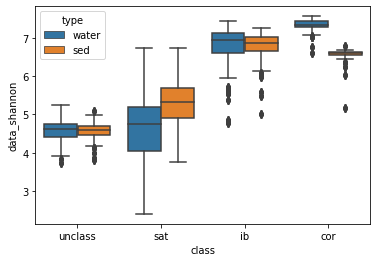 type
water
sed
data_shannon
7
6
5
4
3
unclass
sat
ib
cor
class